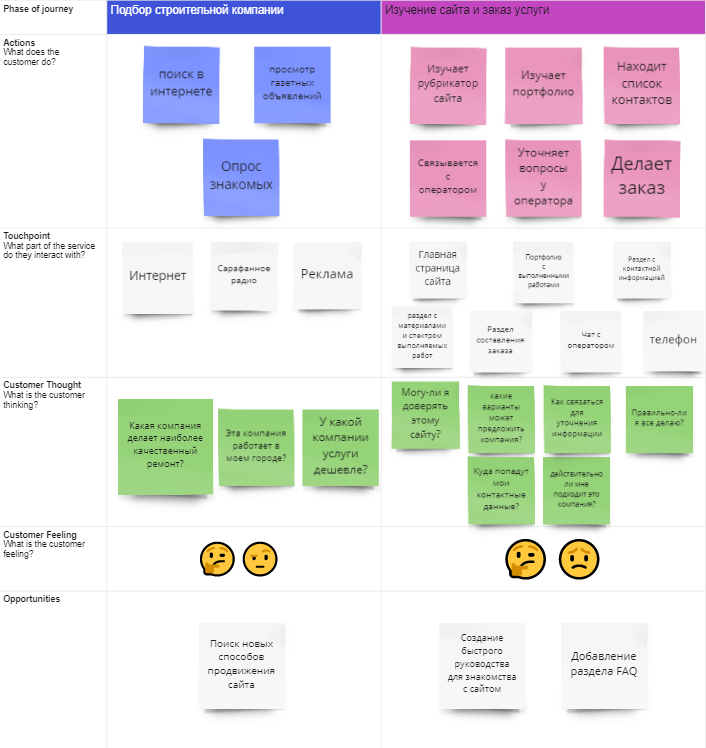 Phase of journey
Подбор строительной компании
Изучение сайта и заказ услуги
Actions
What does the
customer do?
поиск в
интернете
просмотр
газетных
объявлений
Опрос
знакомых
Изучает
рубрикатор
сайта
Изучает
портфолио
Находит
список
контактов
Связывается
с
оператором
Уточняет
вопросы
у
оператора
Делает
заказ
Touchpoint
What part of the service
do they interact with?
Интернет
Сарафанное
радио
Реклама
Главная
страница
сайта
Портфолио
с
выполненными
работами
Раздел с
контактной
информацией
раздел с
материалами
и спектром
выполняемых
работ
Раздел
составления
заказа
Чат с
оператором
телефон
Customer Thought
What is the customer
thinking?
Какая компания
делает наиболее
качественный
ремонт?
Эта компания
работает в
моем городе?
У какой
компании
услуги
дешевле?
Могу-ли я
доверять
этому
сайту?
какие
варианты
может
предложить
компания?
Как связаться
для
уточнения
информации
Правильно-ли
я все делаю?
Куда попадут
мои
контактные
данные?
действительно
ли мне
подходит это
компания?
Customer Feeling
What is the customer
feeling?
Opportunities
Поиск новых
способов
продвижения
сайта
Создание
быстрого
руководства
для знакомства
с сайтом
Добавление
раздела FAQ